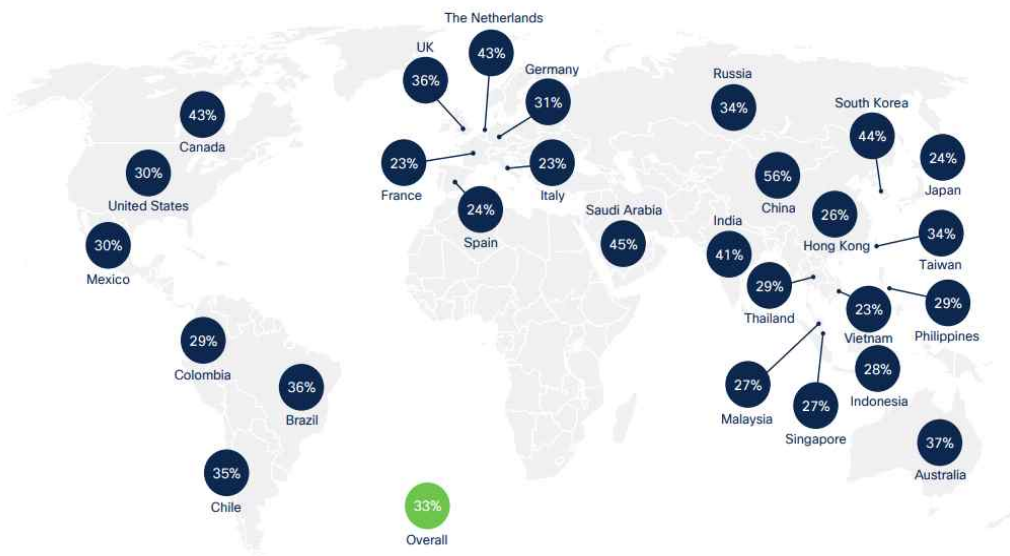 The Netherlands
43%
UK
36%
Germany
31%
Russia
34%
South Korea
44%
43%
Canada
30%
United States
30%
Mexico
23%
France
23%
Italy
24%
Spain
Saudi Arabia
45%
56%
China
24%
Japan
India
41%
26%
Hong Kong
34%
Taiwan
29%
Thailand
23%
Vietnam
29%
Philippines
29%
Colombia
36%
Brazil
27%
Malaysia
27%
Singapore
28%
Indonesia
37%
Australia
35%
Chile
33%
Overall